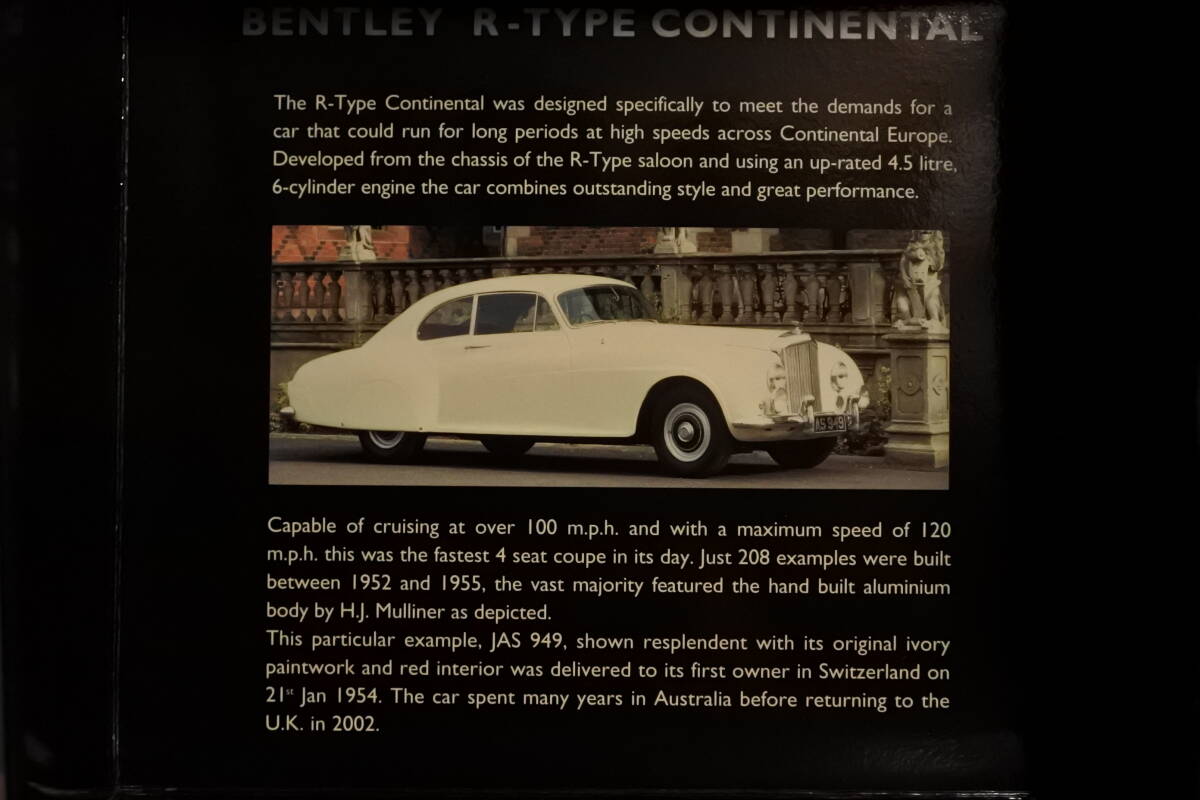 BENTLEY R-TYPE CONTINENTAL
The R-Type Continental was designed specifically to meet the demands for a
car that could run for long periods at high speeds across Continental Europe.
Developed from the chassis of the R-Type saloon and using an up-rated 4.5 litre,
6-cylinder engine the car combines outstanding style and great performance.
AS 949
Capable of cruising at over 100 m.p.h. and with a maximum speed of 120
m.p.h. this was the fastest 4 seat coupe in its day. Just 208 examples were built
between 1952 and 1955, the vast majority featured the hand built aluminium
body by H.J. Mulliner as depicted.
This particular example, JAS 949, shown resplendent with its original ivory
paintwork and red interior was delivered to its first owner in Switzerland on
21st Jan 1954. The car spent many years in Australia before returning to the
U.K. in 2002.